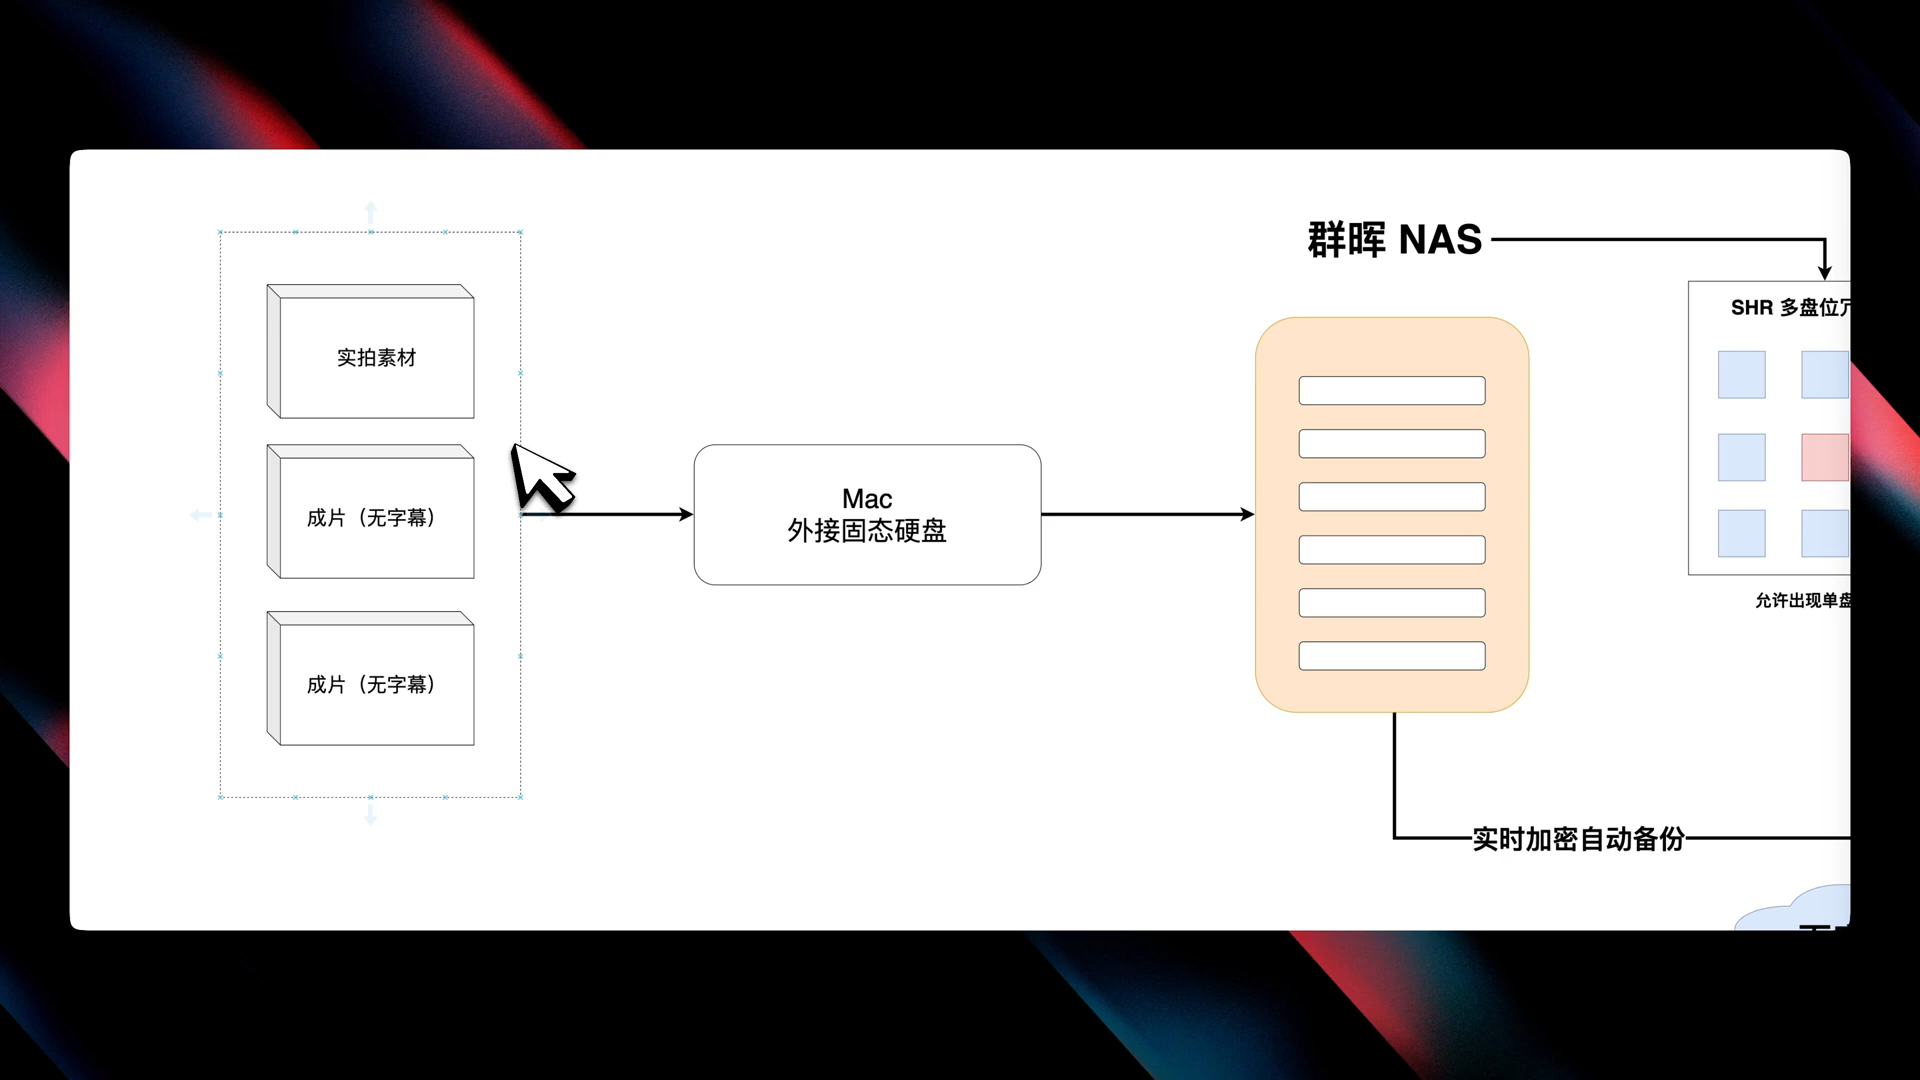 群晖 NAS
SHR 多盘位
实拍素材
成片（无字幕）
成片（无字幕）
Mac
外接固态硬盘
允许出现单盘
实时加密自动备份